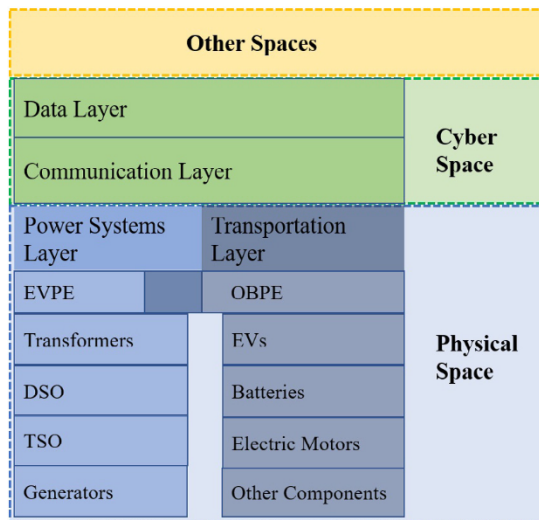 Other Spaces
Data Layer
Communication Layer
Cyber
Space
Power Systems
Layer
Transportation
Layer
EVPE
OBPE
Transformers
EVs
DSO
Batteries
TSO
Electric Motors
Generators
Other Components
Physical
Space